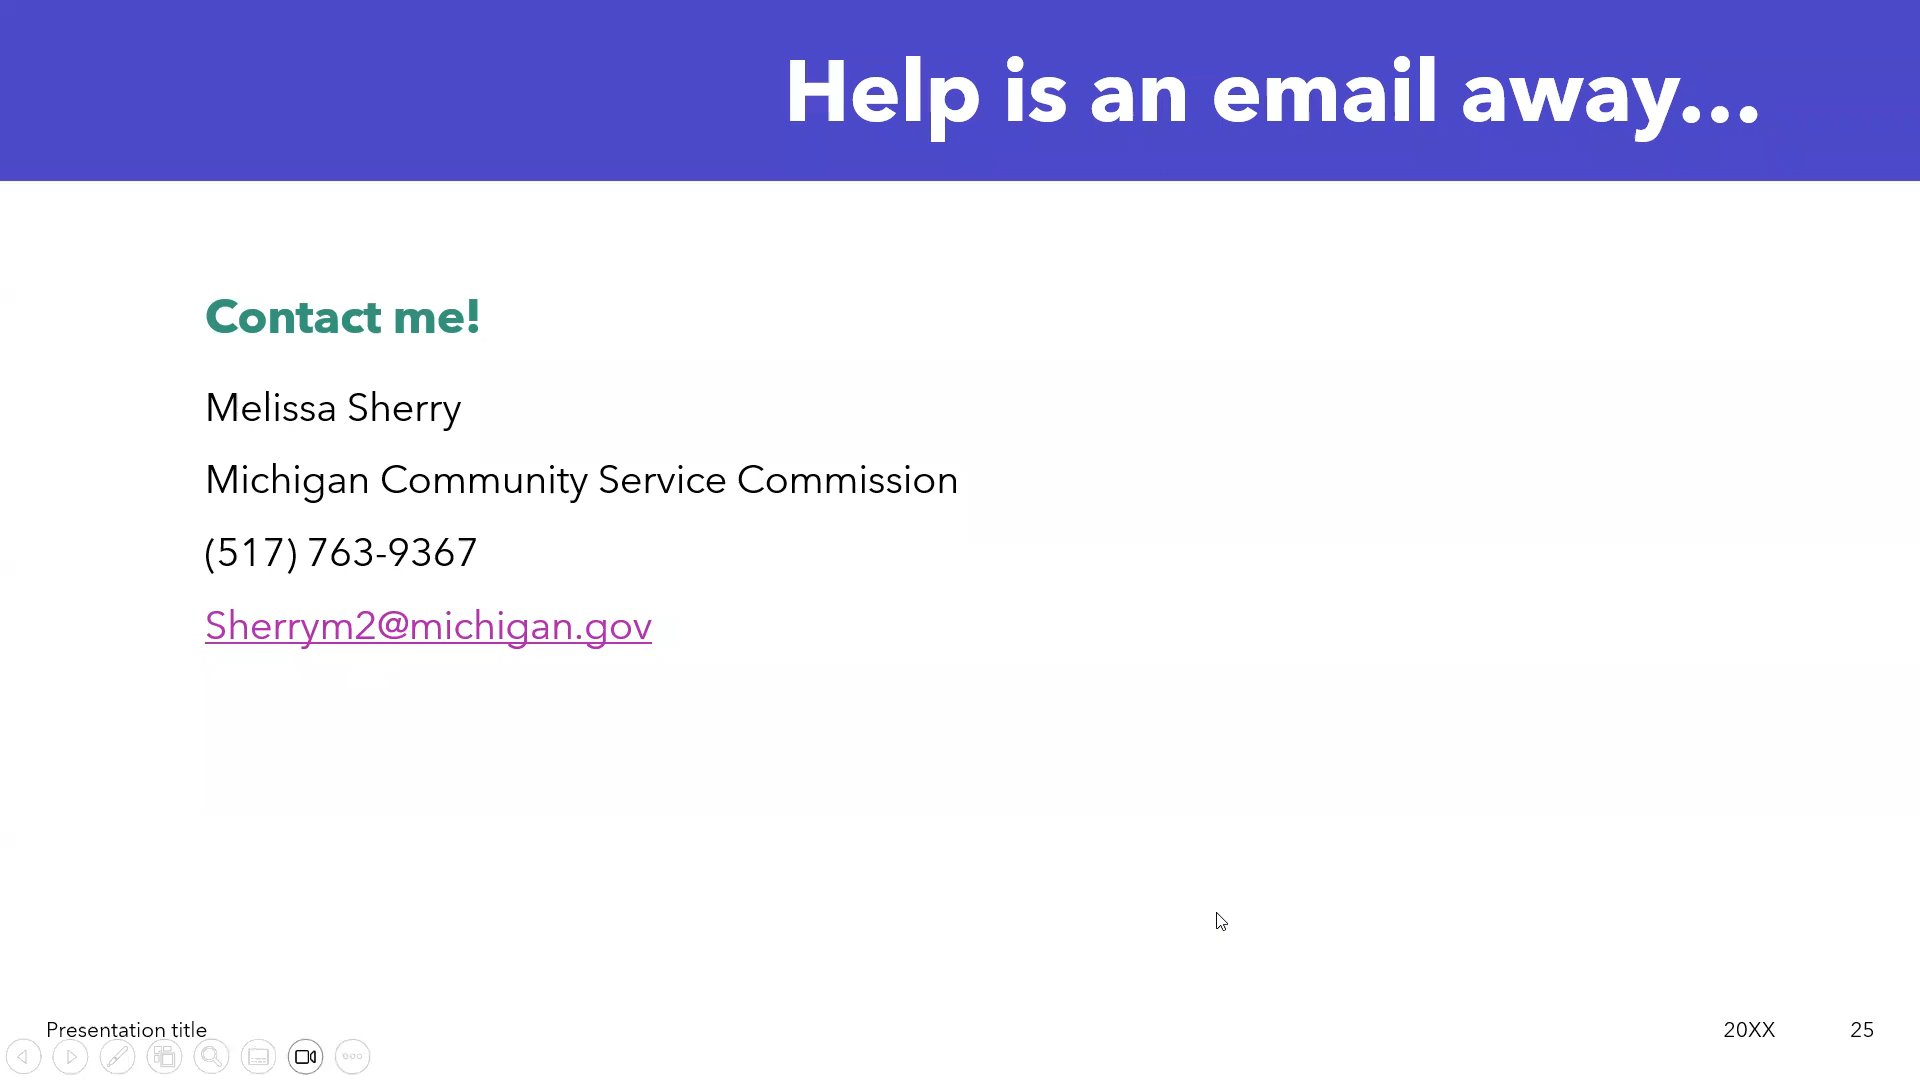 Help is an email away...
Contact me!
Melissa Sherry
Michigan Community Service Commission
(517) 763-9367
Sherrym2@michigan.gov
Presentation title
20XX
25